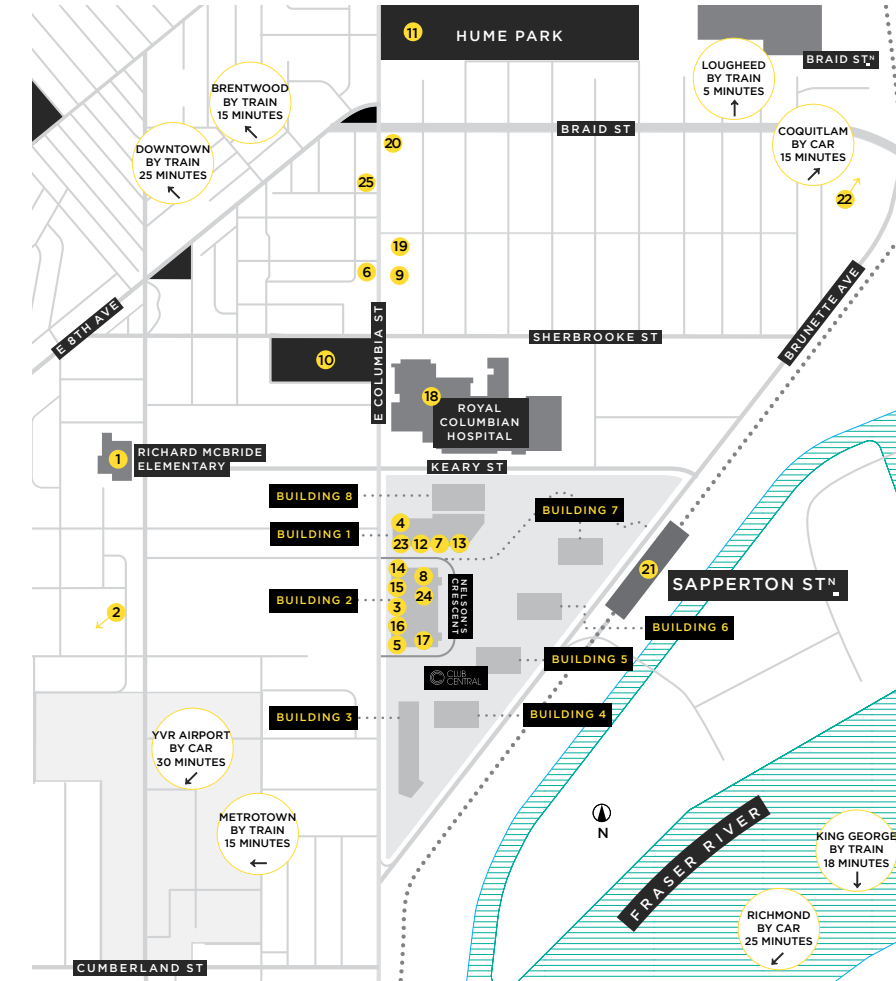 11
HUME PARK
BRAID STN
LOUGHEED
BY TRAIN
5 MINUTES
BRENTWOOD
BY TRAIN
15 MINUTES
BRAID ST
20
COQUITLAM
BY CAR
15 MINUTES
DOWNTOWN
BY TRAIN
25 MINUTES
25
22
19
6
9
E 8TH AVE
E COLUMBIA ST
BRUNETTE AVE
SHERBROOKE ST
10
18
ROYAL
COLUMBIAN
HOSPITAL
1
RICHARD MCBRIDE
ELEMENTARY
KEARY ST
BUILDING 8
BUILDING 7
4
BUILDING 1
23
12
7
13
14
8
21
SAPPERTON STN
15
24
BUILDING 2
3
NELSON'S
CRESCENT
2
16
17
5
BUILDING 6
BUILDING 5
CLUB
CENTRAL
BUILDING 3
BUILDING 4
YVR AIRPORT
BY CAR
30 MINUTES
METROTOWN
BY TRAIN
15 MINUTES
N
FRASER RIVER
KING GEORGE
BY TRAIN
18 MINUTES
RICHMOND
BY CAR
25 MINUTES
CUMBERLAND ST